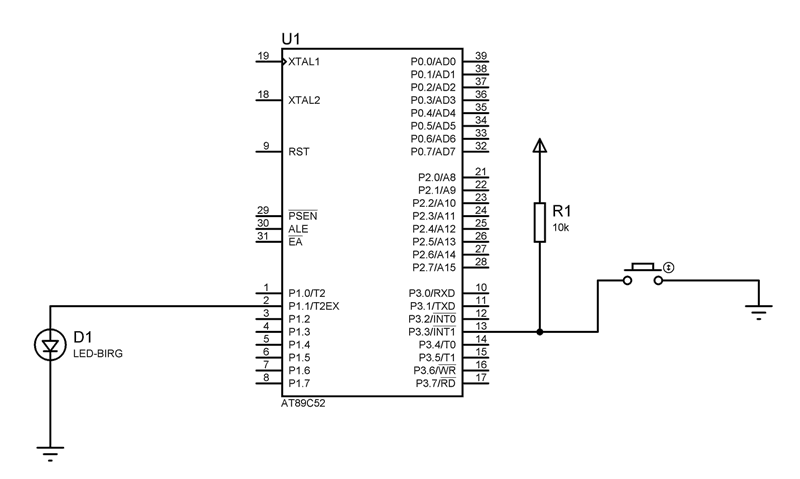 U1
19 XTAL1 P0.0/AD0 39
P0.1/AD1 38
P0.2/AD2 37
18 XTAL2 P0.3/AD3 36
P0.4/AD4 35
P0.5/AD5 34
P0.6/AD6 33
9 RST P0.7/AD7 32
P2.0/A8 21
P2.1/A9 22
P2.2/A10 23
29 PSEN P2.3/A11 24
30 ALE P2.4/A12 25
31 EA P2.5/A13 26
P2.6/A14 27
P2.7/A15 28
1 P1.0/T2 P3.0/RXD 10
2 P1.1/T2EX P3.1/TXD 11
3 P1.2 P3.2/INT0 12
4 P1.3 P3.3/INT1 13
5 P1.4 P3.4/T0 14
6 P1.5 P3.5/T1 15
7 P1.6 P3.6/WR 16
8 P1.7 P3.7/RD 17
AT89C52
R1
10k
D1
LED-BIRG